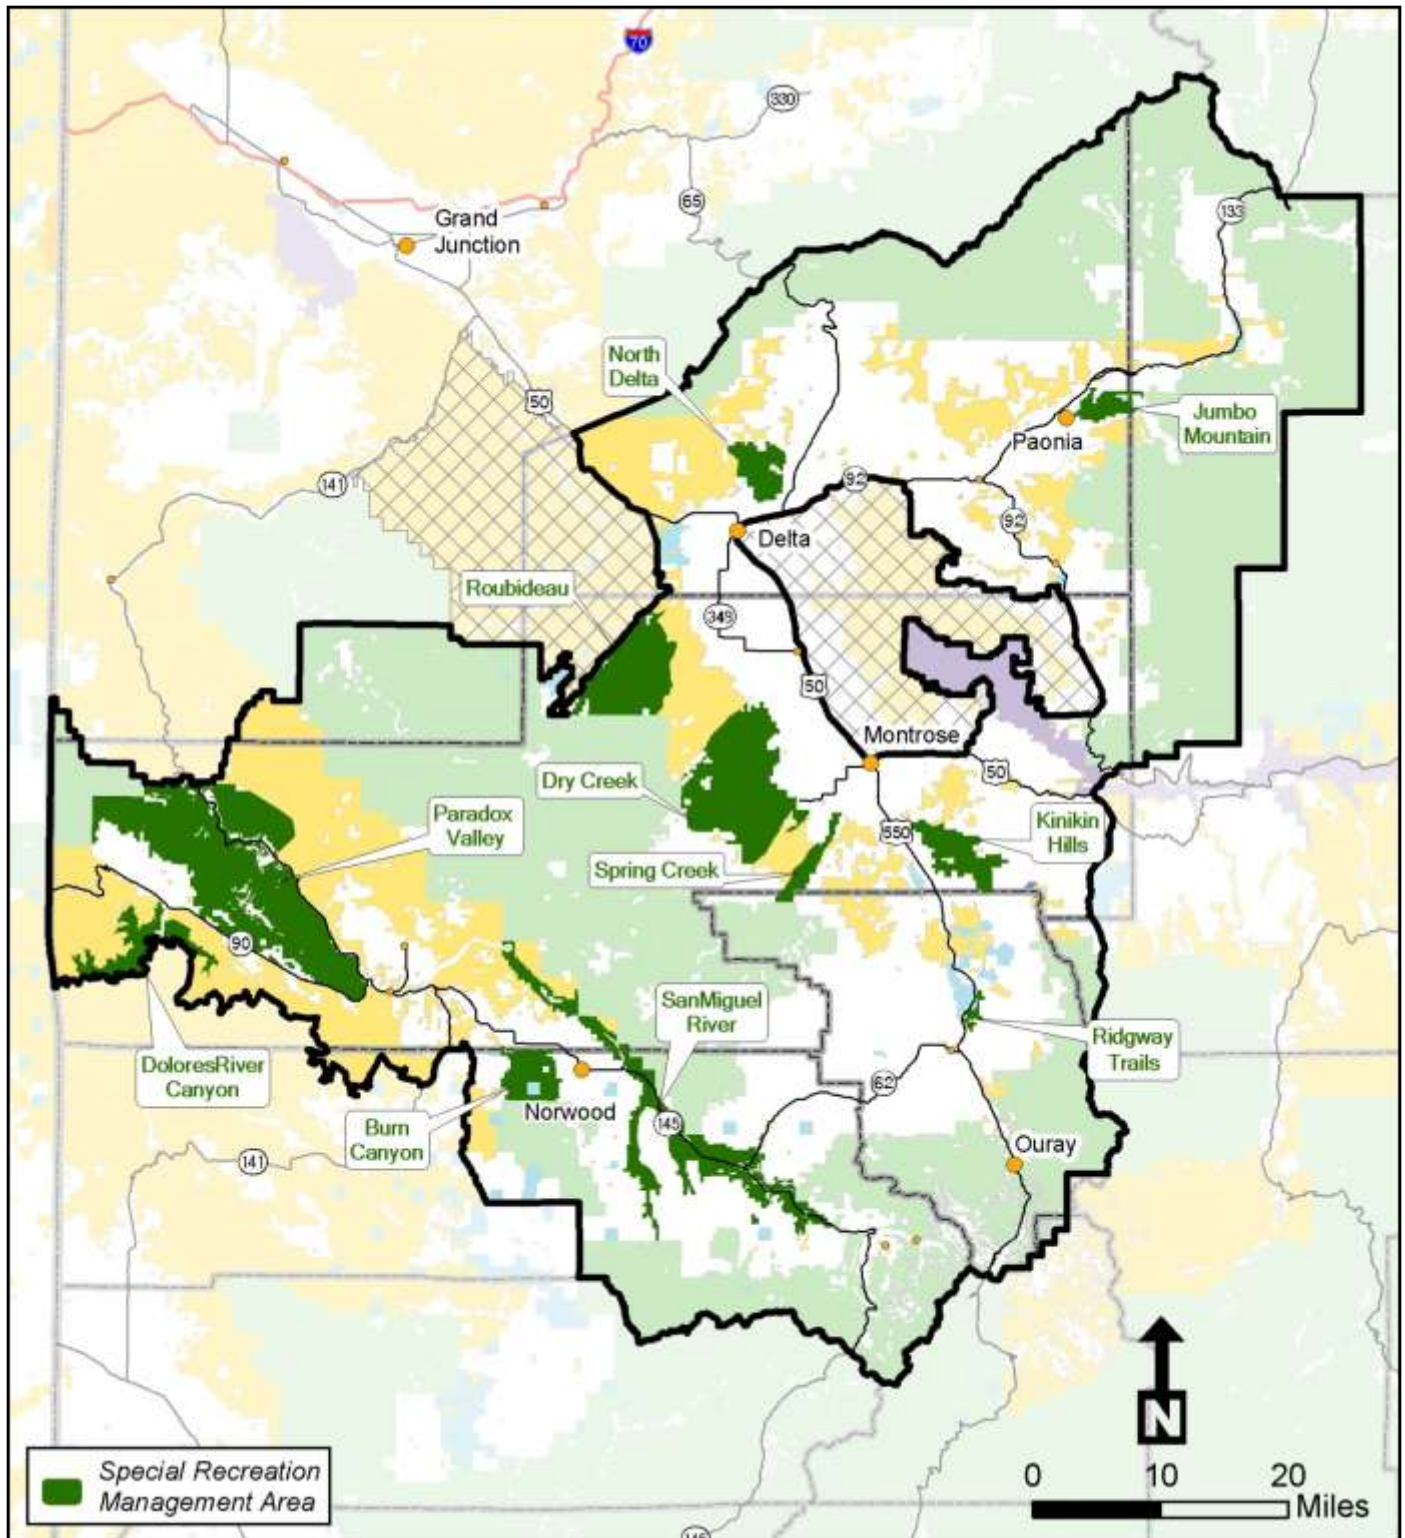 70
330
65
133
Grand
Junction
North
Delta
50
Jumbo
Mountain
Paonia
141
92
92
Delta
Roubideau
349
50
Montrose
50
Dry Creek
Paradox
Valley
Kinikin
Hills
550
Spring Creek
90
SanMiguel
River
Ridgway
Trails
DoloresRiver
Canyon
62
Norwood
Burn
Canyon
145
Ouray
141
N
Special Recreation
Management Area
0 10 20
Miles
145